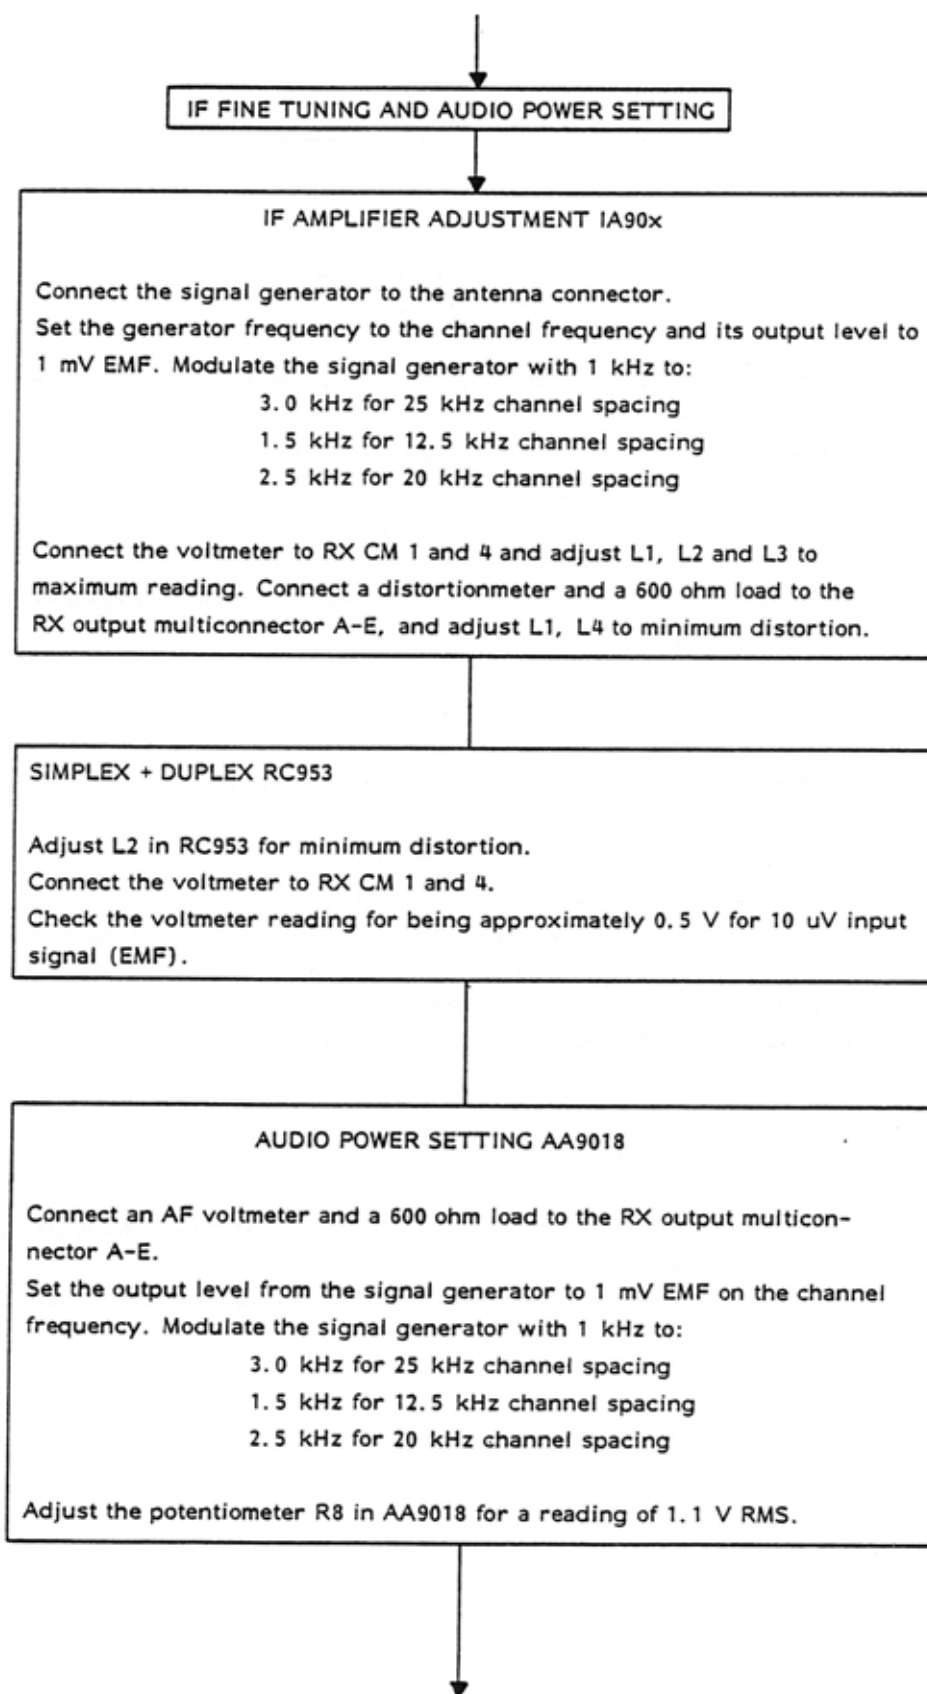 IF FINE TUNING AND AUDIO POWER SETTING
IF AMPLIFIER ADJUSTMENT IA90x
Connect the signal generator to the antenna connector.
Set the generator frequency to the channel frequency and its output level to
1 mV EMF. Modulate the signal generator with 1 kHz to:
3.0 kHz for 25 kHz channel spacing
1.5 kHz for 12.5 kHz channel spacing
2.5 kHz for 20 kHz channel spacing
Connect the voltmeter to RX CM 1 and 4 and adjust L1, L2 and L3 to
maximum reading. Connect a distortionmeter and a 600 ohm load to the
RX output multiconnector A-E, and adjust L1, L4 to minimum distortion.
SIMPLEX + DUPLEX RC953
Adjust L2 in RC953 for minimum distortion.
Connect the voltmeter to RX CM 1 and 4.
Check the voltmeter reading for being approximately 0.5 V for 10 uV input
signal (EMF).
AUDIO POWER SETTING AA9018
Connect an AF voltmeter and a 600 ohm load to the RX output multicon-
nector A-E.
Set the output level from the signal generator to 1 mV EMF on the channel
frequency. Modulate the signal generator with 1 kHz to:
3.0 kHz for 25 kHz channel spacing
1.5 kHz for 12.5 kHz channel spacing
2.5 kHz for 20 kHz channel spacing
Adjust the potentiometer R8 in AA9018 for a reading of 1.1 V RMS.